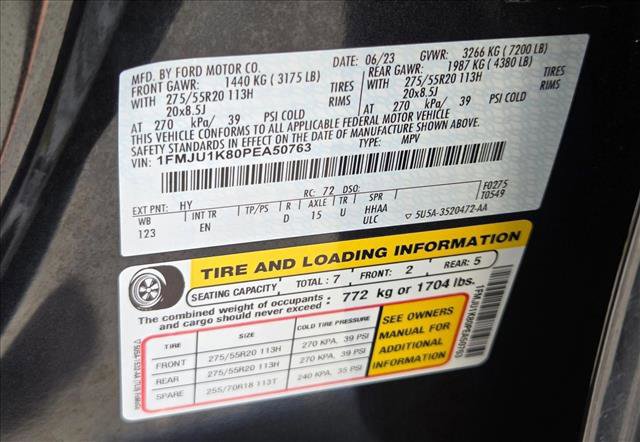 MFD. BY FORD MOTOR CO. DATE: 06/23 GVWR: 3266 KG (7200 LB)
FRONT GAWR: 1440 KG (3175 LB) REAR GAWR: 1987 KG (4380 LB)
WITH 275/55R20 113H TIRES WITH 275/55R20 113H TIRES
20x8.5J RIMS 20x8.5J RIMS
AT 270 kPa/ 39 PSI COLD AT 270 kPa/ 39 PSI COLD
THIS VEHICLE CONFORMS TO ALL APPLICABLE FEDERAL MOTOR VEHICLE
SAFETY STANDARDS IN EFFECT ON THE DATE OF MANUFACTURE SHOWN ABOVE.
VIN: 1FMJU1K80PEA50763 TYPE: MPV
EXT PNT: HY RC: 72 DSO: F0275
WB INT TR TP/PS R AXLE TR SPR T0549
123 EN D 15 U HHAA
ULC 5U5A-3520472-AA
TIRE AND LOADING INFORMATION
SEATING CAPACITY TOTAL: 7 FRONT: 2 REAR: 5
The combined weight of occupants and cargo should never exceed : 772 kg or 1704 lbs.
TIRE SIZE COLD TIRE PRESSURE
FRONT 275/55R20 113H 270 KPA, 39 PSI
REAR 275/55R20 113H 270 KPA, 39 PSI
SPARE 255/70R18 113T 240 KPA, 35 PSI
SEE OWNERS
MANUAL FOR
ADDITIONAL
INFORMATION
1FMJU1K80PEA50763